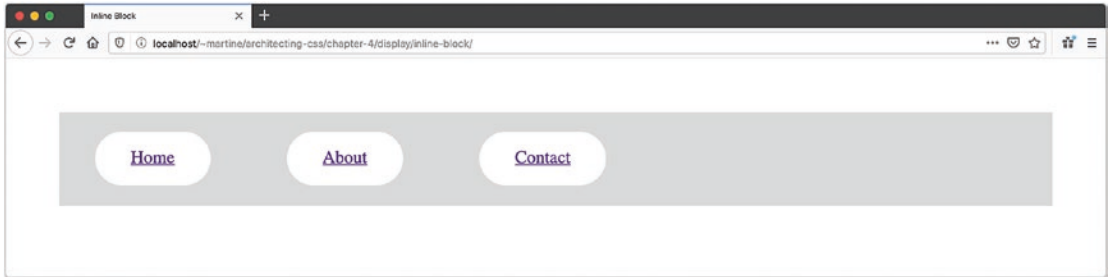 Inline Block
localhost/~martine/architecting-css/chapter-4/display/inline-block/
Home About Contact